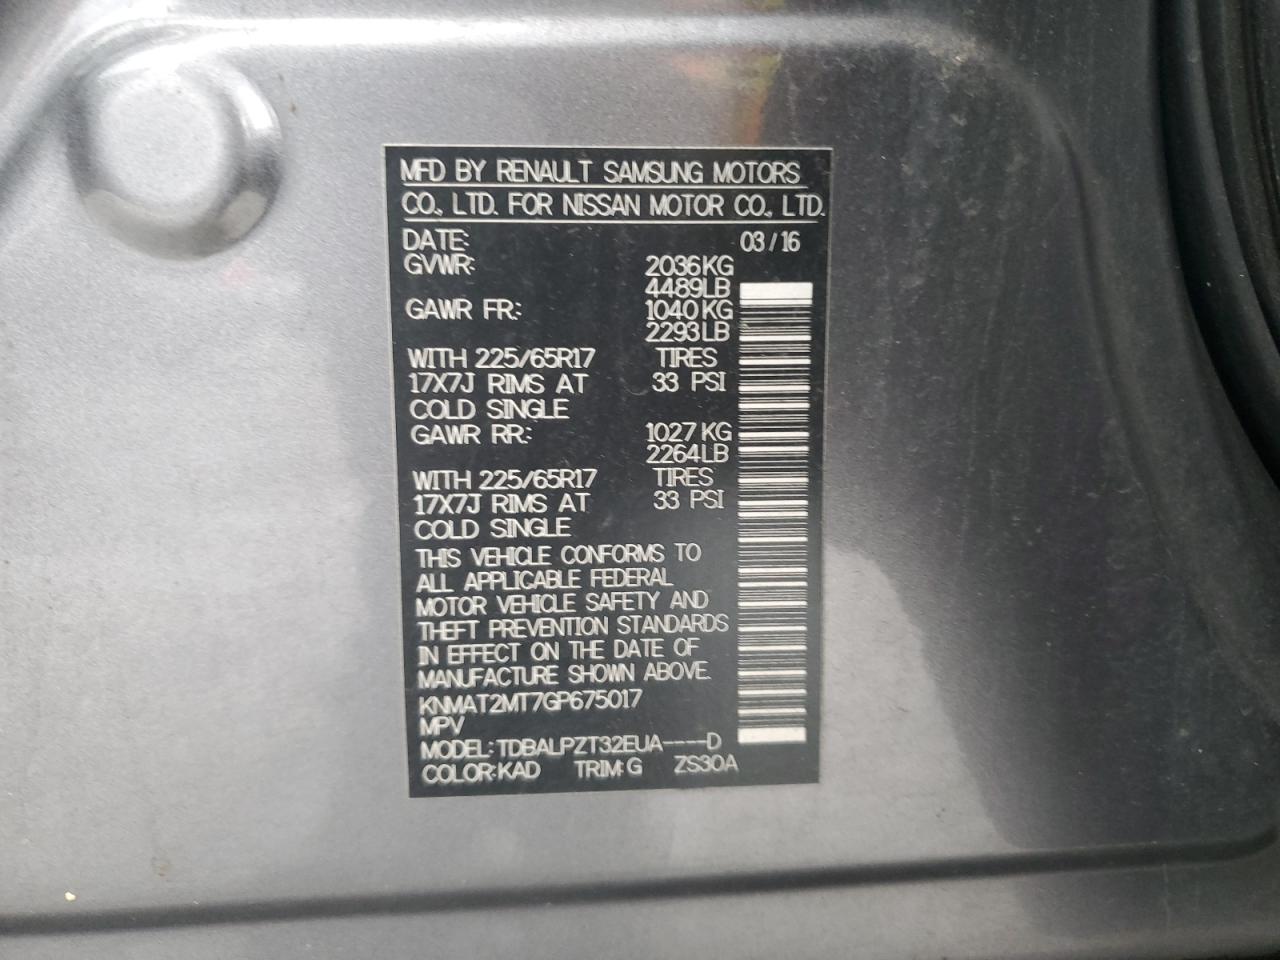 MFD BY RENAULT SAMSUNG MOTORS
CO., LTD. FOR NISSAN MOTOR CO., LTD.
DATE: 03/16
GVWR: 2036KG
4489LB
GAWR FR: 1040KG
2293LB
WITH 225/65R17 TIRES
17X7J RIMS AT 33 PSI
COLD SINGLE
GAWR RR: 1027KG
2264LB
WITH 225/65R17 TIRES
17X7J RIMS AT 33 PSI
COLD SINGLE
THIS VEHICLE CONFORMS TO
ALL APPLICABLE FEDERAL
MOTOR VEHICLE SAFETY AND
THEFT PREVENTION STANDARDS
IN EFFECT ON THE DATE OF
MANUFACTURE SHOWN ABOVE.
KNMAT2MT7GP675017
MPV
MODEL: TDBALPZT32EUA----D
COLOR: KAD TRIM: G ZS30A